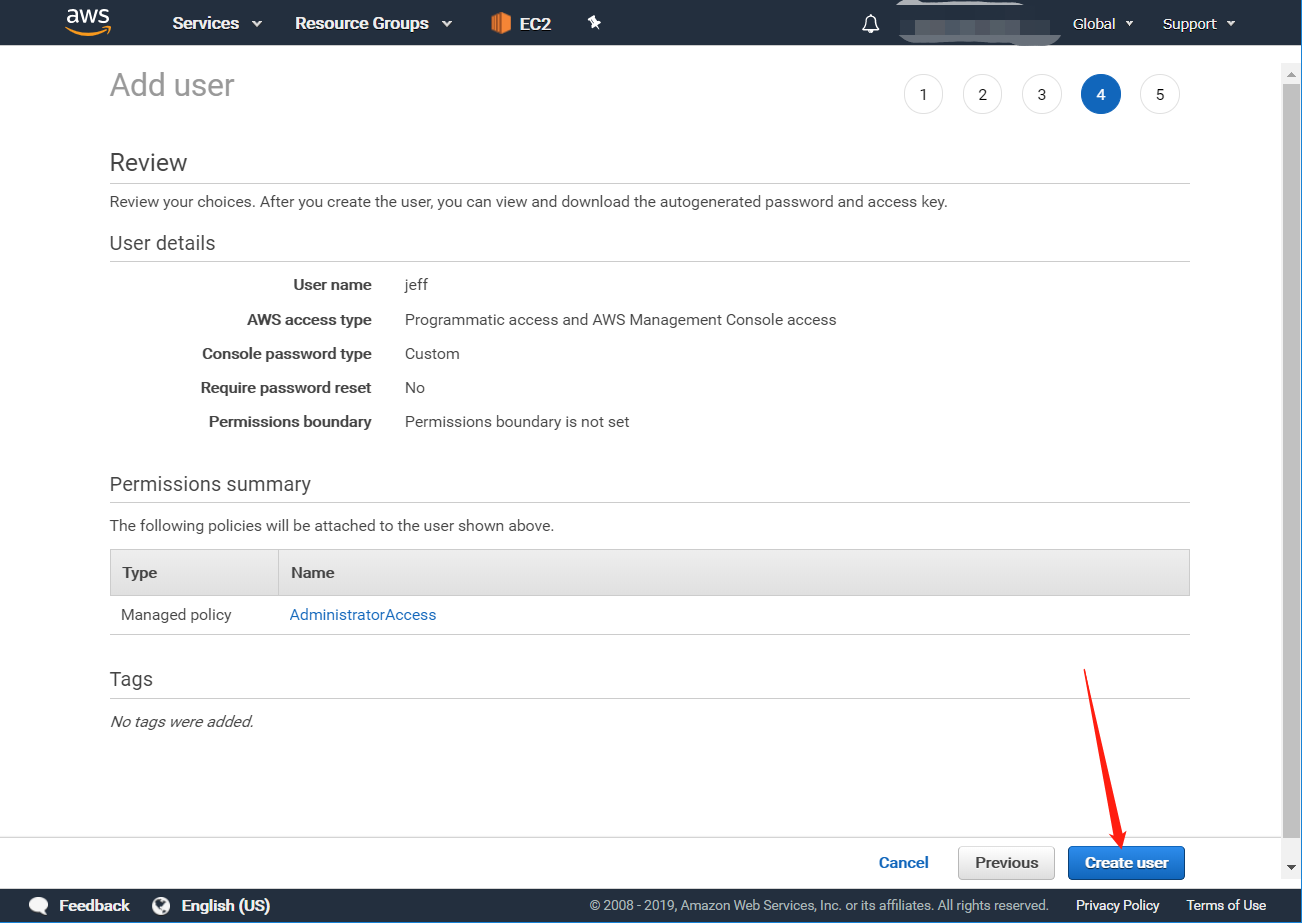 aws Services Resource Groups EC2 Global Support
Add user
1 2 3 4 5
Review
Review your choices. After you create the user, you can view and download the autogenerated password and access key.
User details
User name jeff
AWS access type Programmatic access and AWS Management Console access
Console password type Custom
Require password reset No
Permissions boundary Permissions boundary is not set
Permissions summary
The following policies will be attached to the user shown above.
Type Name
Managed policy AdministratorAccess
Tags
No tags were added.
Cancel Previous Create user
Feedback English (US) © 2008 - 2019, Amazon Web Services, Inc. or its affiliates. All rights reserved. Privacy Policy Terms of Use